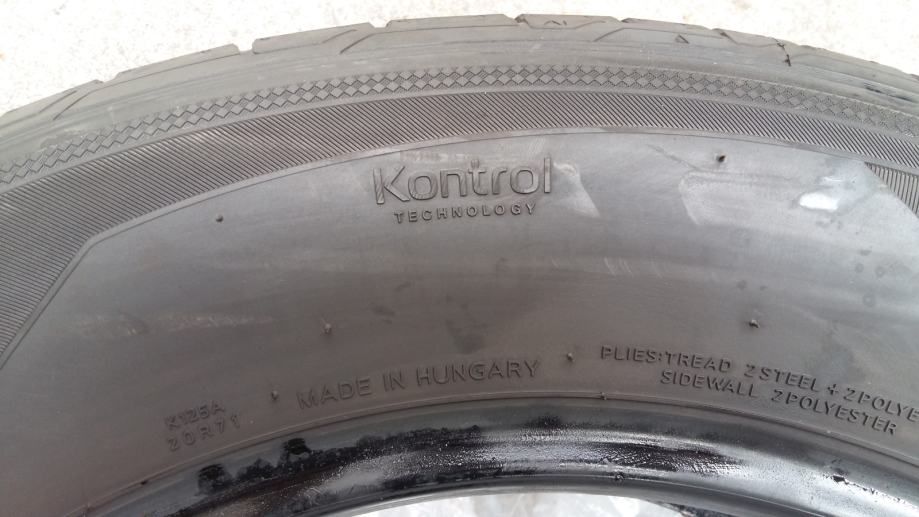 Kontrol
TECHNOLOGY
PLIES:TREAD 2STEEL + 2POLYE
SIDEWALL 2POLYESTER
MADE IN HUNGARY
K125A
20R71